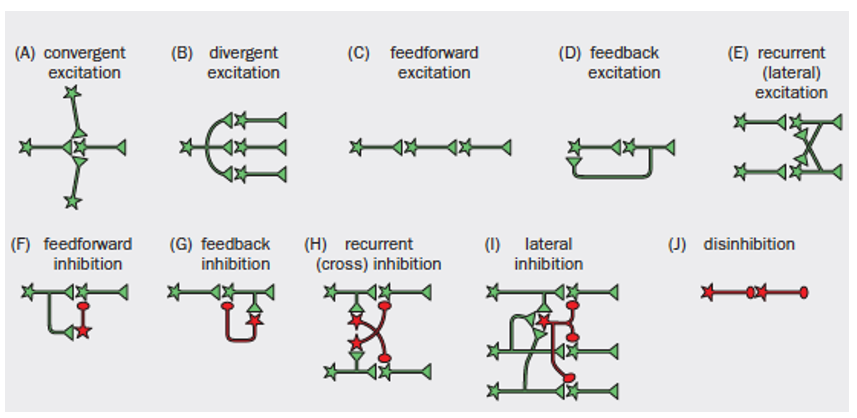 (A) convergent
excitation
(B) divergent
excitation
(C) feedforward
excitation
(D) feedback
excitation
(E) recurrent
(lateral)
excitation
(F) feedforward
inhibition
(G) feedback
inhibition
(H) recurrent
(cross) inhibition
(I) lateral
inhibition
(J) disinhibition